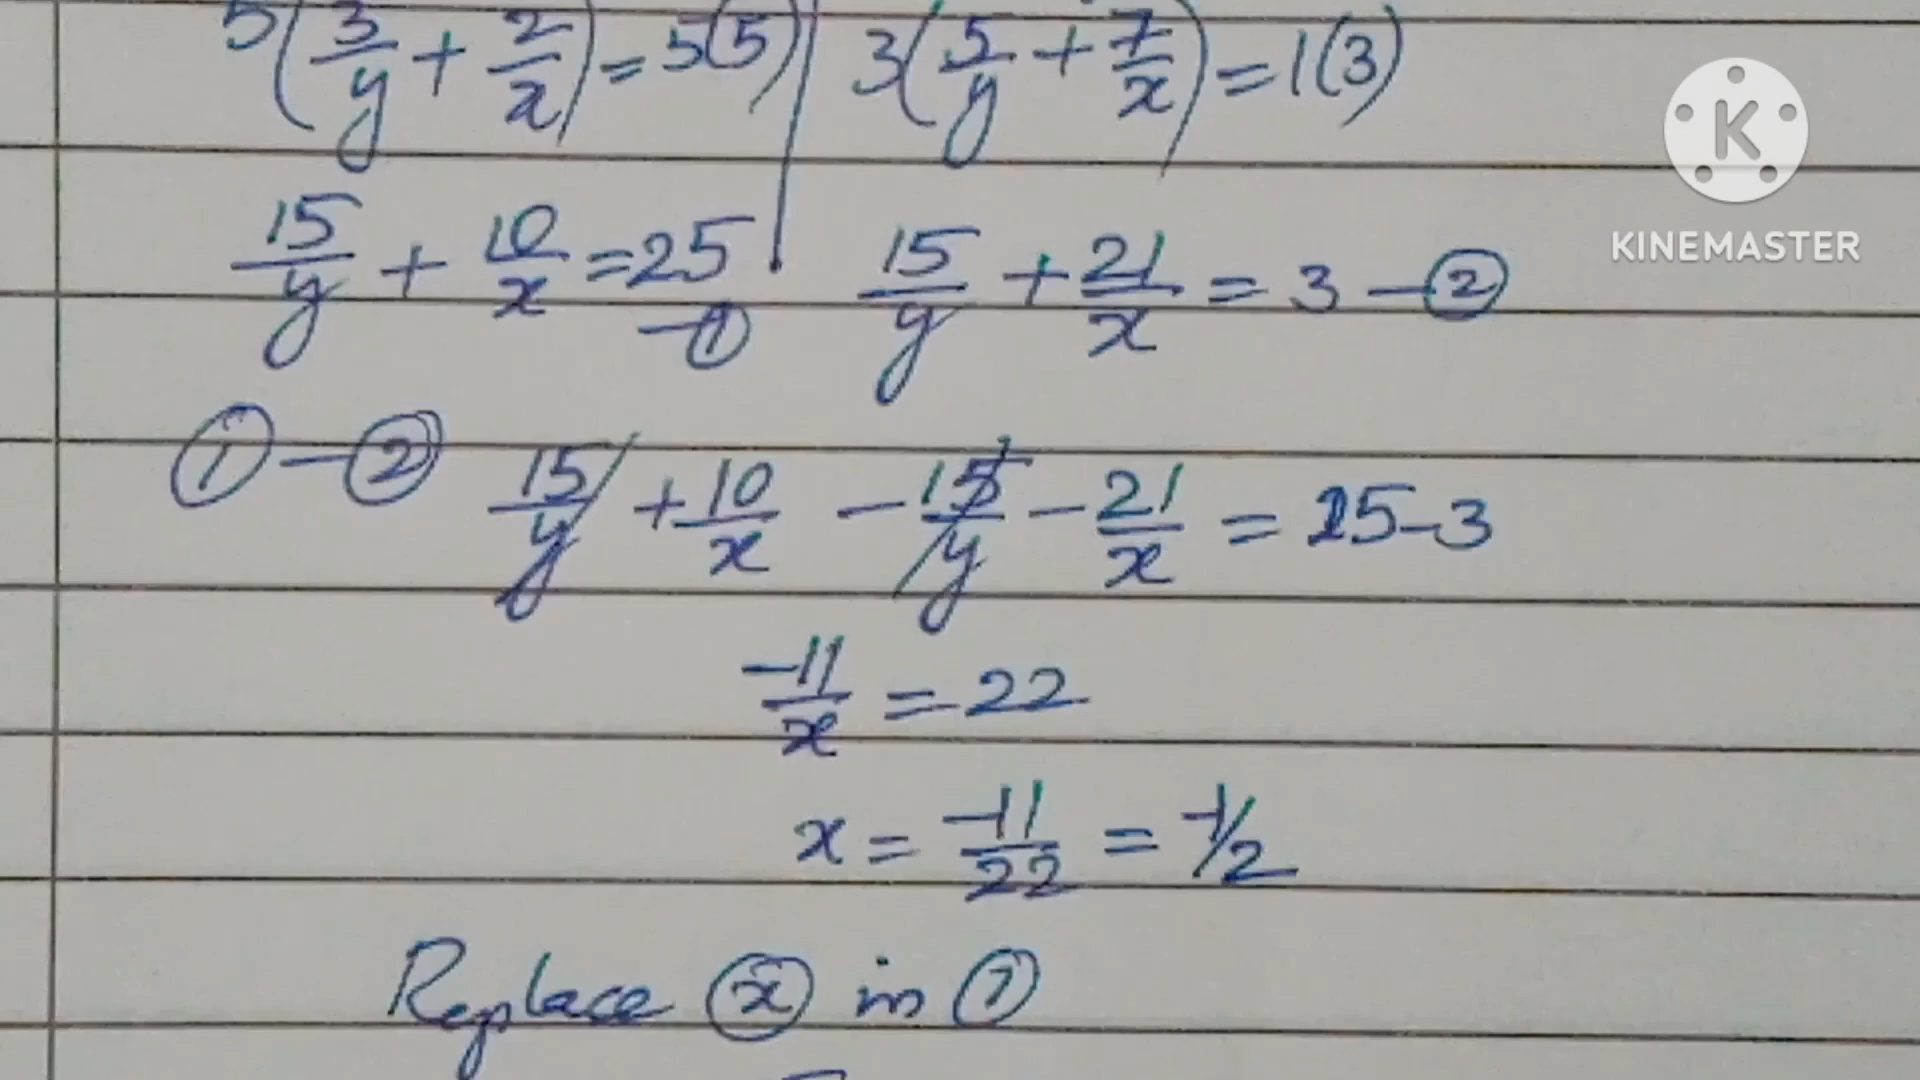 5(3/y + 2/x) = 5(5) 3(5/y + 7/x) = 1(3)
15/y + 10/x = 25 -① 15/y + 21/x = 3 -②
① - ② 15/y + 10/x - 15/y - 21/x = 25-3
-11/x = 22
x = -11/22 = -1/2
Replace ⓧ in ①
K
KINEMASTER